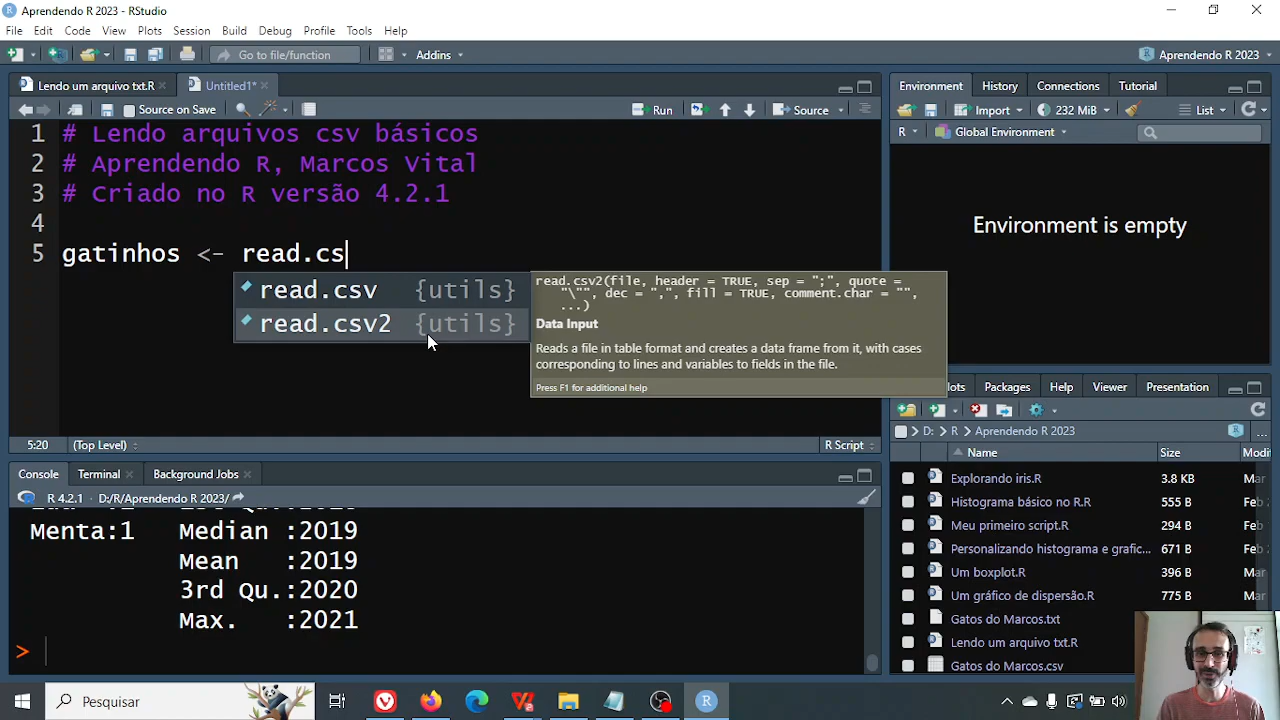 Aprendendo R 2023 - RStudio
File Edit Code View Plots Session Build Debug Profile Tools Help
Go to file/function
Addins
Aprendendo R 2023
Lendo um arquivo txt.R
Untitled1*
Source on Save
Run
Source
1 # Lendo arquivos csv básicos
2 # Aprendendo R, Marcos Vital
3 # Criado no R versão 4.2.1
4
5 gatinhos <- read.cs
read.csv {utils}
read.csv2 {utils}
read.csv2(file, header = TRUE, sep = ";", quote =
"\"", dec = ",", fill = TRUE, comment.char = "",
...)
Data Input
Reads a file in table format and creates a data frame from it, with cases
corresponding to lines and variables to fields in the file.
Press F1 for additional help
5:20 (Top Level)
R Script
Console Terminal Background Jobs
R 4.2.1 · D:/R/Aprendendo R 2023/
Menta:1 Median :2019
Mean :2019
3rd Qu.:2020
Max. :2021
>
Environment History Connections Tutorial
Import 232 MiB List
R Global Environment
Environment is empty
Packages Help Viewer Presentation
D: R Aprendendo R 2023 ...
Name Size
Explorando iris.R 3.8 KB Mar
Histograma básico no R.R 555 B Feb
Meu primeiro script.R 294 B Mar
Personalizando histograma e grafic... 671 B Feb
Um boxplot.R 396 B Mar
Um gráfico de dispersão.R 775 B Mar
Gatos do Marcos.txt
Lendo um arquivo txt.R
Gatos do Marcos.csv
Pesquisar